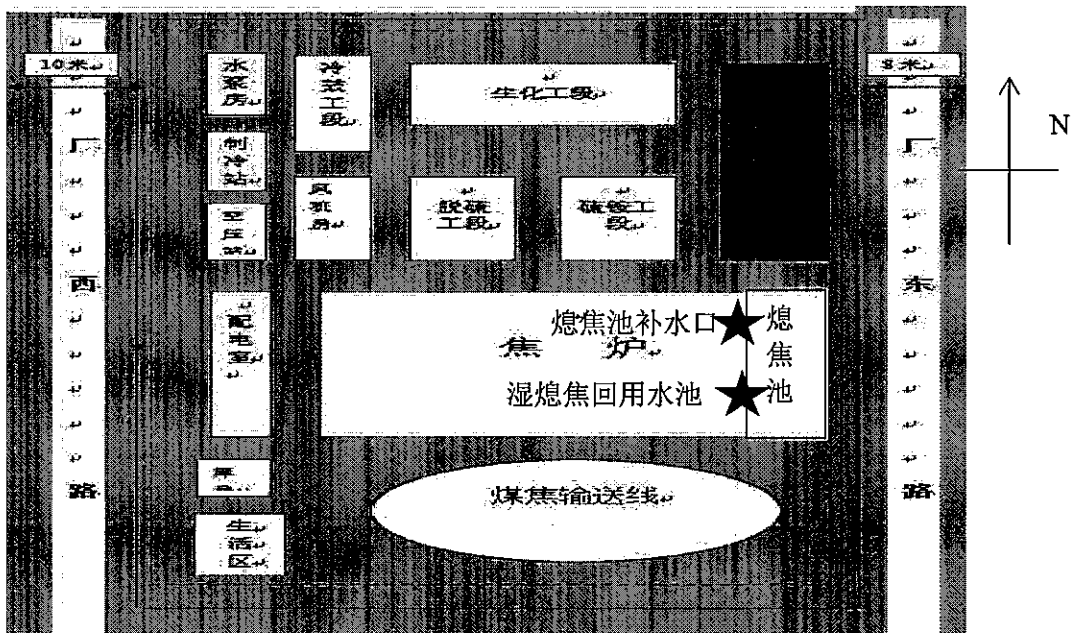 10米
8米
N
水泵房
冷鼓工段
生化工段
制冷站
风机房
脱硫工段
硫铵工段
空压站
厂西路
厂东路
配电室
焦 炉
熄焦池补水口
熄焦池
湿熄焦回用水池
煤焦输送线
生活区